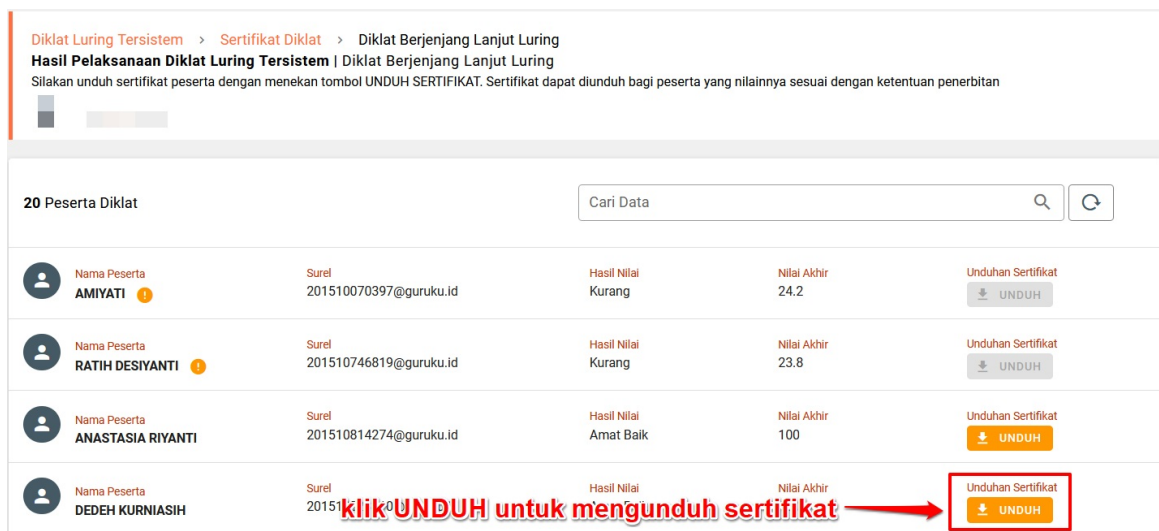 Diklat Luring Tersistem > Sertifikat Diklat > Diklat Berjenjang Lanjut Luring
Hasil Pelaksanaan Diklat Luring Tersistem | Diklat Berjenjang Lanjut Luring
Silakan unduh sertifikat peserta dengan menekan tombol UNDUH SERTIFIKAT. Sertifikat dapat diunduh bagi peserta yang nilainnya sesuai dengan ketentuan penerbitan
20 Peserta Diklat Cari Data
Nama Peserta Surel Hasil Nilai Nilai Akhir Unduhan Sertifikat
AMIYATI 201510070397@guruku.id Kurang 24.2 UNDUH
Nama Peserta Surel Hasil Nilai Nilai Akhir Unduhan Sertifikat
RATIH DESIYANTI 201510746819@guruku.id Kurang 23.8 UNDUH
Nama Peserta Surel Hasil Nilai Nilai Akhir Unduhan Sertifikat
ANASTASIA RIYANTI 201510814274@guruku.id Amat Baik 100 UNDUH
Nama Peserta Surel Hasil Nilai Nilai Akhir Unduhan Sertifikat
DEDEH KURNIASIH klik UNDUH untuk mengunduh sertifikat UNDUH